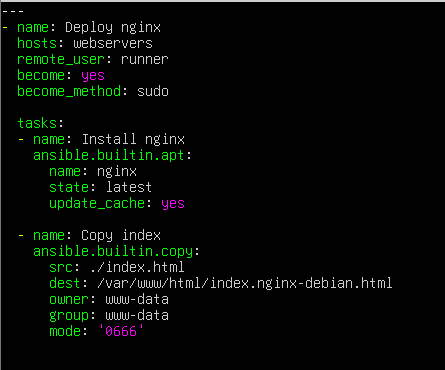 ---
- name: Deploy nginx
  hosts: webservers
  remote_user: runner
  become: yes
  become_method: sudo

  tasks:
  - name: Install nginx
    ansible.builtin.apt:
      name: nginx
      state: latest
      update_cache: yes

  - name: Copy index
    ansible.builtin.copy:
      src: ./index.html
      dest: /var/www/html/index.nginx-debian.html
      owner: www-data
      group: www-data
      mode: '0666'